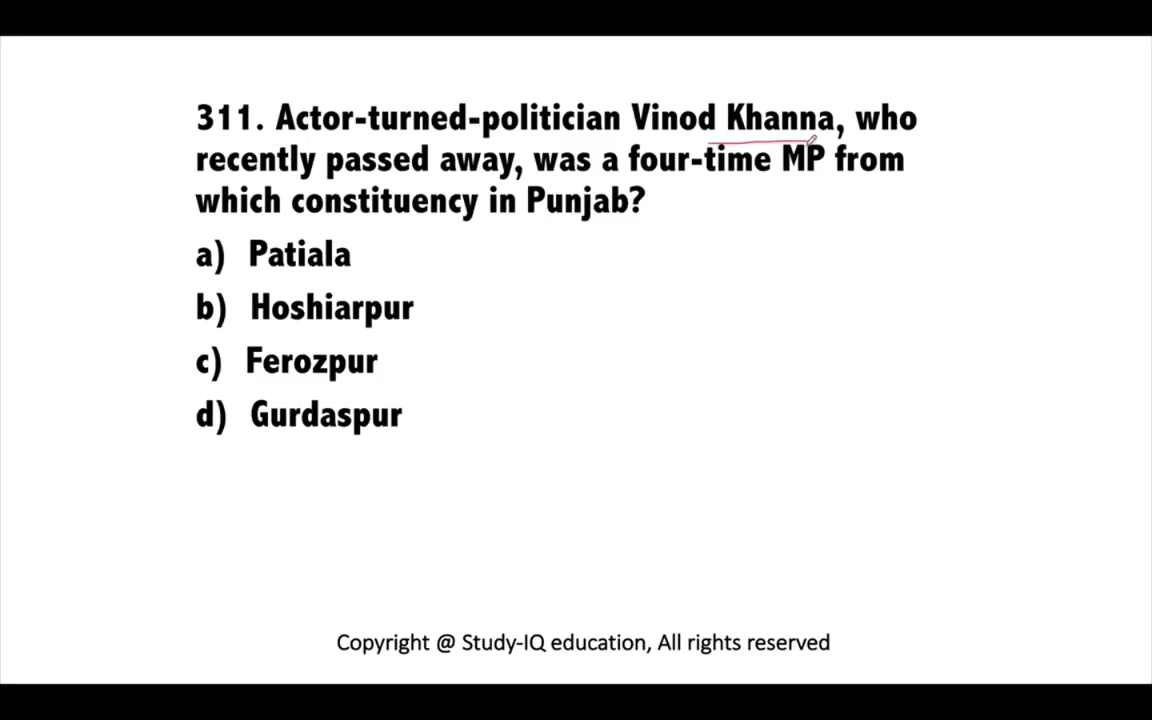 311. Actor-turned-politician Vinod Khanna, who
recently passed away, was a four-time MP from
which constituency in Punjab?
a) Patiala
b) Hoshiarpur
c) Ferozpur
d) Gurdaspur
Copyright @ Study-IQ education, All rights reserved